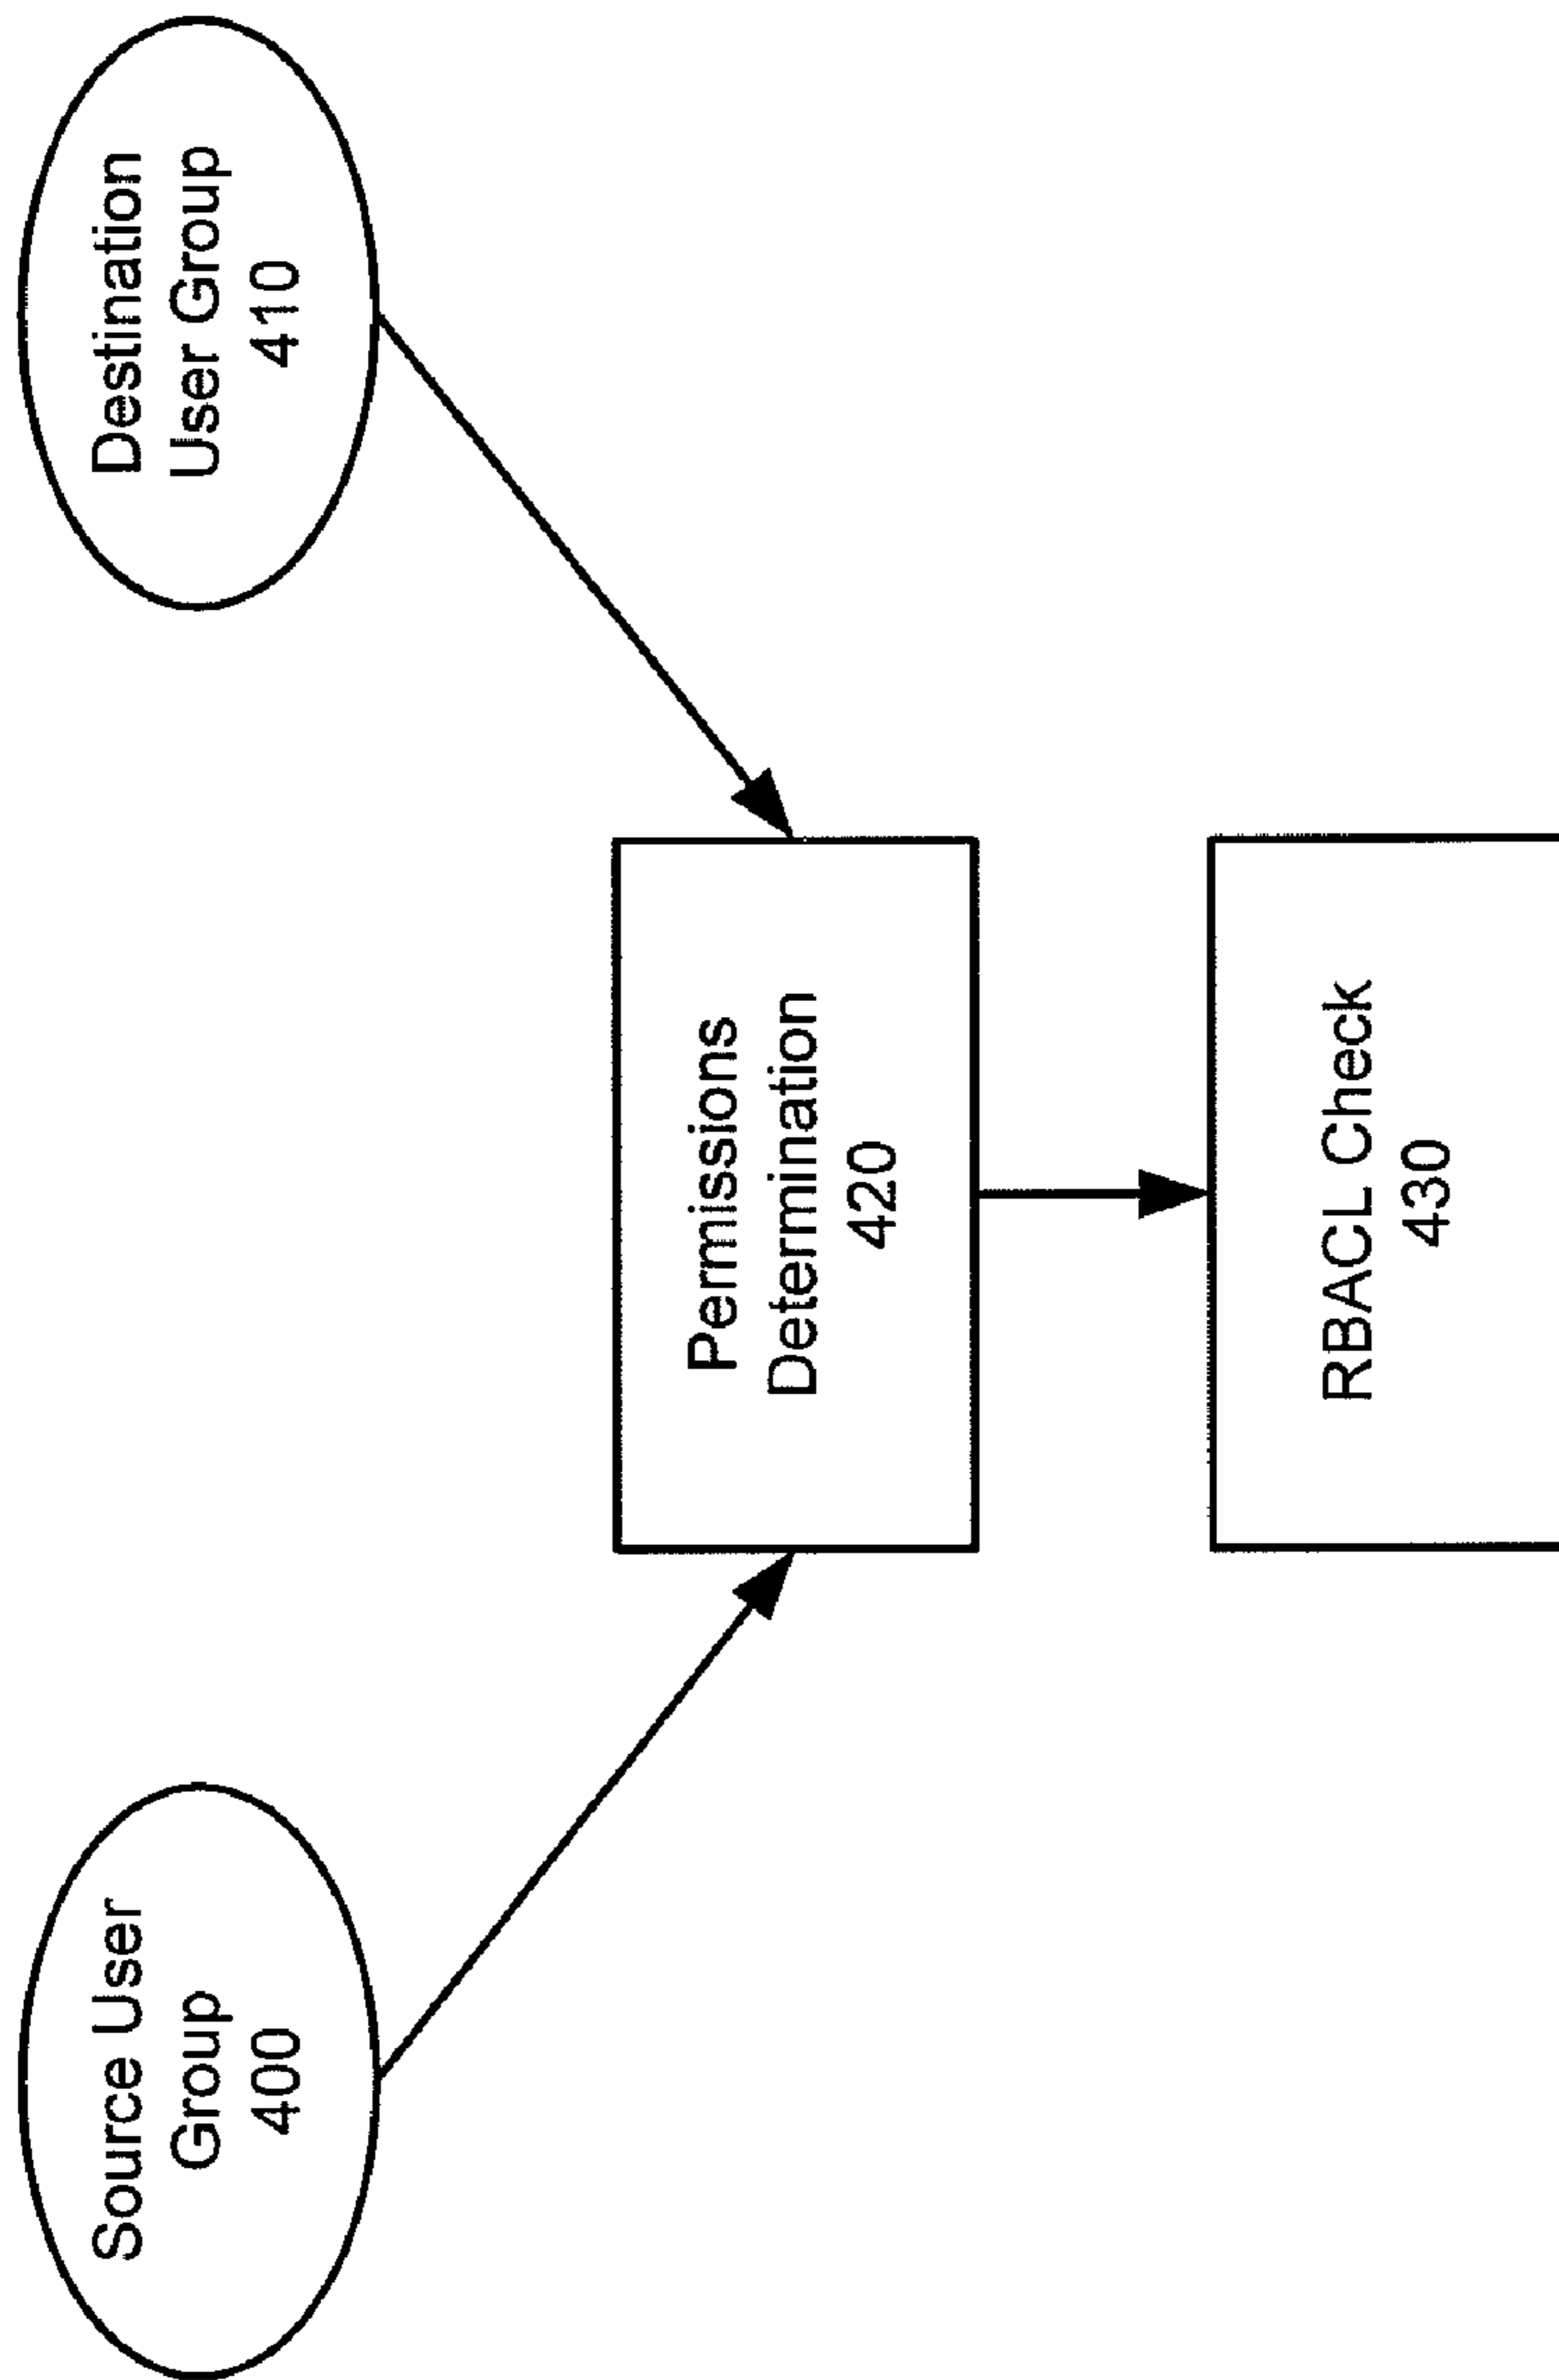 Source User
Group
400
Destination
User Group
410
Permissions
Determination
420
RBACL Check
430